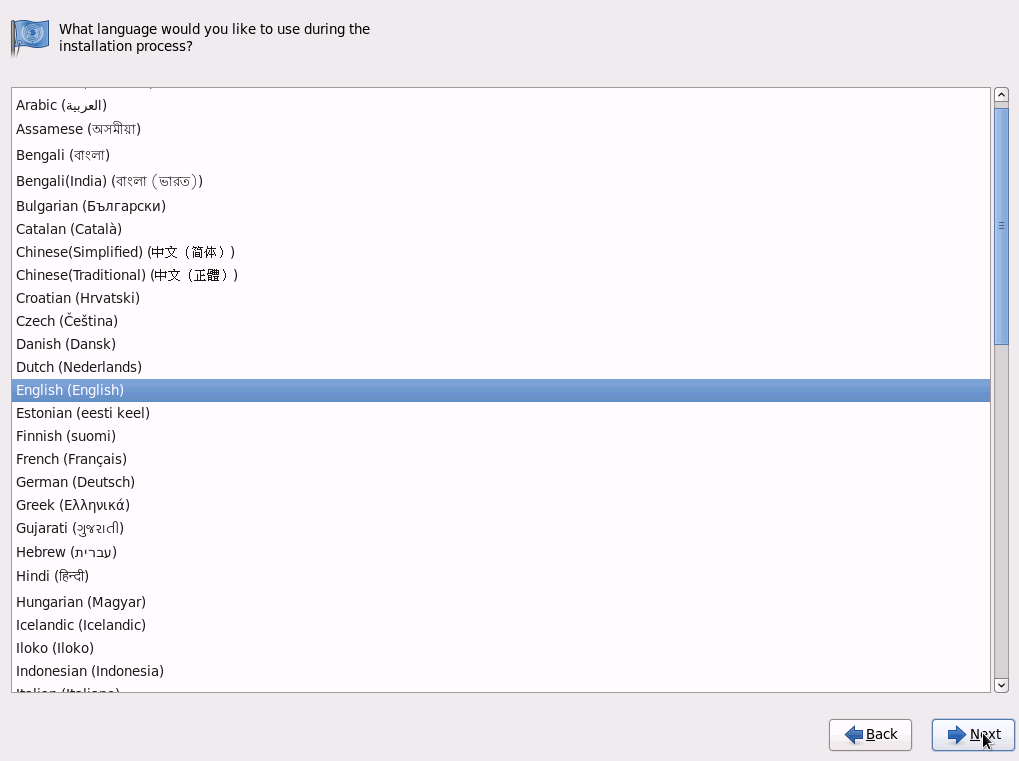 What language would you like to use during the
installation process?
Arabic (العربية)
Assamese (অসমীয়া)
Bengali (বাংলা)
Bengali(India) (বাংলা (ভারত))
Bulgarian (Български)
Catalan (Català)
Chinese(Simplified) (中文（简体）)
Chinese(Traditional) (中文（正體）)
Croatian (Hrvatski)
Czech (Čeština)
Danish (Dansk)
Dutch (Nederlands)
English (English)
Estonian (eesti keel)
Finnish (suomi)
French (Français)
German (Deutsch)
Greek (Ελληνικά)
Gujarati (ગુજરાતી)
Hebrew (עברית)
Hindi (हिन्दी)
Hungarian (Magyar)
Icelandic (Icelandic)
Iloko (Iloko)
Indonesian (Indonesia)
Italian (Italiano)
Back
Next